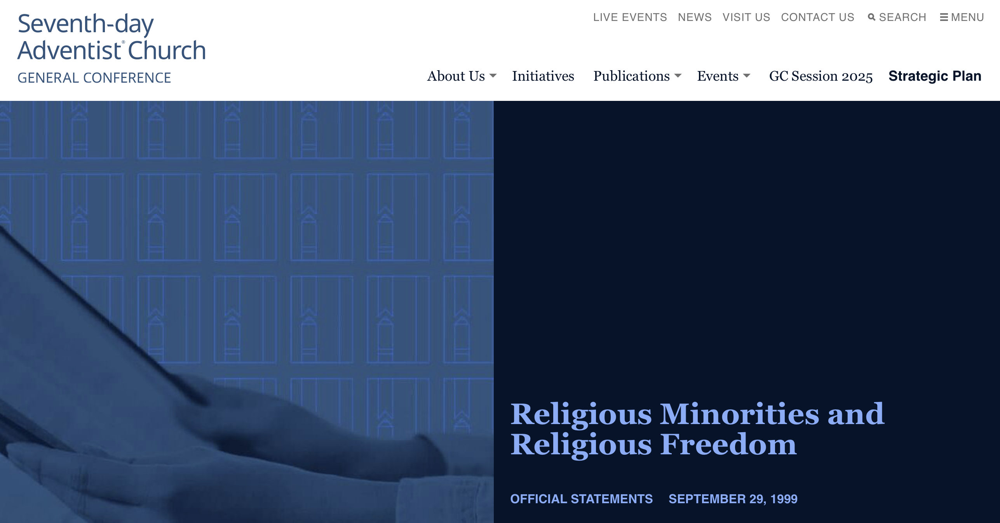 Seventh-day
Adventist® Church
GENERAL CONFERENCE
LIVE EVENTS NEWS VISIT US CONTACT US SEARCH MENU
About Us Initiatives Publications Events GC Session 2025 Strategic Plan
Religious Minorities and
Religious Freedom
OFFICIAL STATEMENTS SEPTEMBER 29, 1999